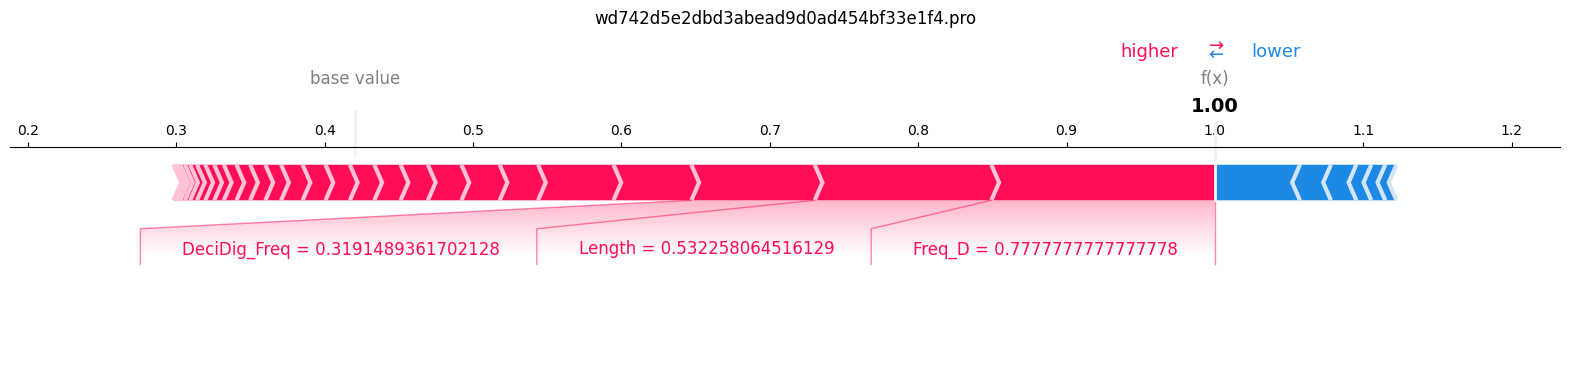 wd742d5e2dbd3abead9d0ad454bf33e1f4.pro
higher ⇄ lower
base value f(x)
1.00
0.2 0.3 0.4 0.5 0.6 0.7 0.8 0.9 1.0 1.1 1.2
DeciDig_Freq = 0.3191489361702128 Length = 0.532258064516129 Freq_D = 0.7777777777777778